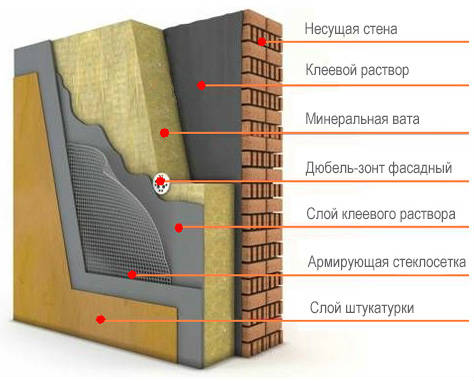 Несущая стена
Клеевой раствор
Минеральная вата
Дюбель-зонт фасадный
Слой клеевого раствора
Армирующая стеклосетка
Слой штукатурки